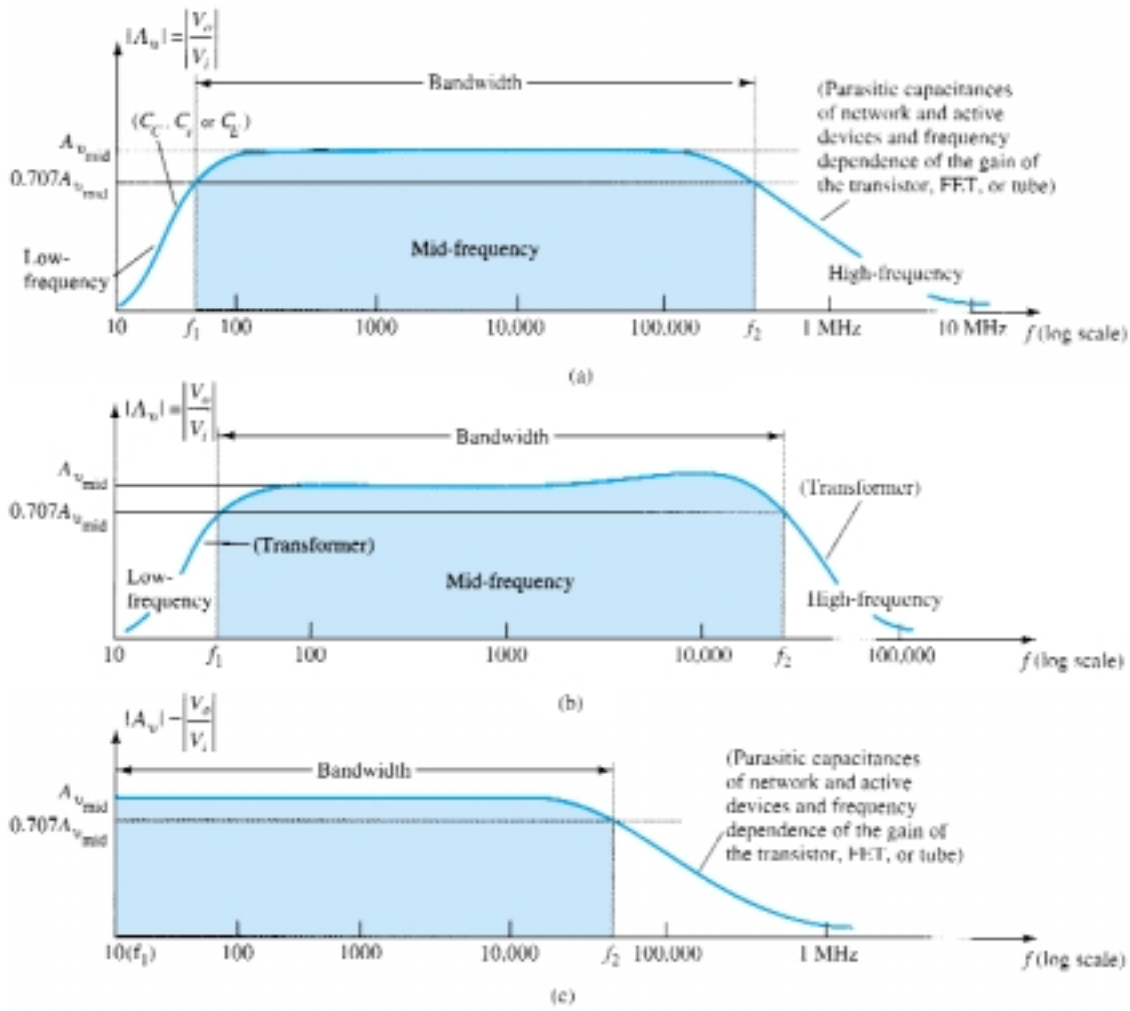 |A_v| = |V_o / V_i|
Bandwidth
(Parasitic capacitances
of network and active
devices and frequency
dependence of the gain of
the transistor, FET, or tube)
(C_C, C_s or C_E)
A_v_mid
0.707A_v_mid
Low-
frequency
Mid-frequency
High-frequency
10 f_1 100 1000 10,000 100,000 f_2 1 MHz 10 MHz f (log scale)
(a)
|A_v| = |V_o / V_i|
Bandwidth
A_v_mid
(Transformer)
0.707A_v_mid
(Transformer)
Low-
frequency
Mid-frequency
High-frequency
10 f_1 100 1000 10,000 f_2 100,000 f (log scale)
(b)
|A_v| = |V_o / V_i|
Bandwidth
(Parasitic capacitances
of network and active
devices and frequency
dependence of the gain of
the transistor, FET, or tube)
A_v_mid
0.707A_v_mid
10(f_1) 100 1000 10,000 f_2 100,000 1 MHz f (log scale)
(c)